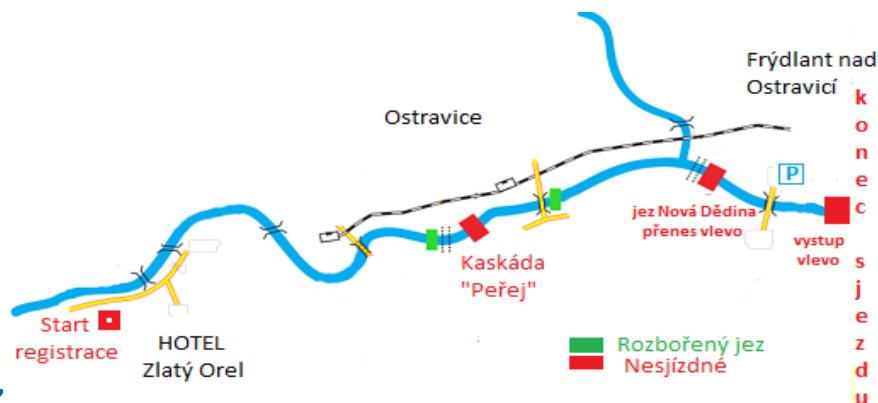 Frýdlant nad
Ostravicí
Ostravice
P
jez Nová Dědina
přenes vlevo
vystup
vlevo
Kaskáda
"Peřej"
Start
registrace
HOTEL
Zlatý Orel
Rozbořený jez
Nesjízdné
k
o
n
e
c
s
j
e
z
d
u